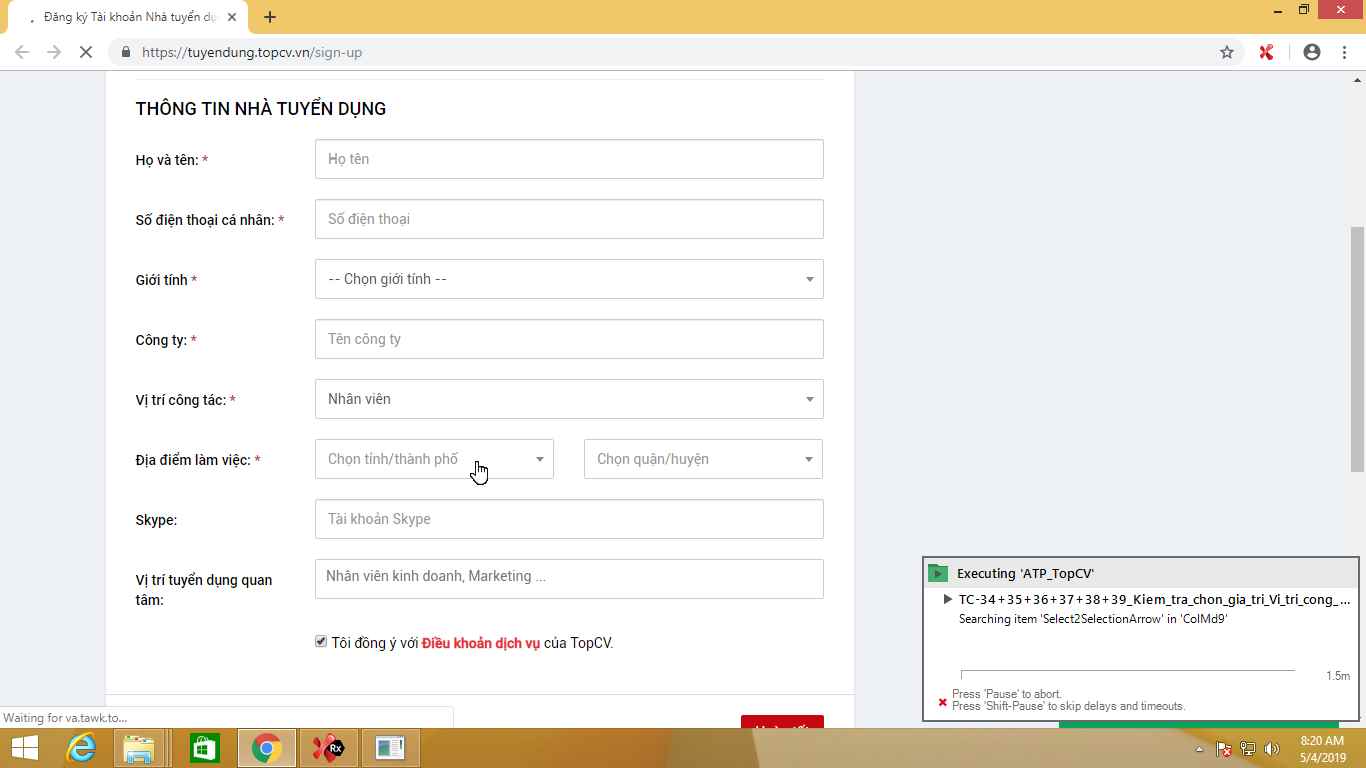 Đăng ký Tài khoản Nhà tuyển dụ
https://tuyendung.topcv.vn/sign-up
THÔNG TIN NHÀ TUYỂN DỤNG
Họ và tên: *
Họ tên
Số điện thoại cá nhân: *
Số điện thoại
Giới tính *
-- Chọn giới tính --
Công ty: *
Tên công ty
Vị trí công tác: *
Nhân viên
Địa điểm làm việc: *
Chọn tỉnh/thành phố
Chọn quận/huyện
Skype:
Tài khoản Skype
Vị trí tuyển dụng quan
tâm:
Nhân viên kinh doanh, Marketing ...
Tôi đồng ý với Điều khoản dịch vụ của TopCV.
Executing 'ATP_TopCV'
TC-34+35+36+37+38+39_Kiem_tra_chon_gia_tri_Vi_tri_cong_...
Searching item 'Select2SelectionArrow' in 'ColMd9'
1.5m
Press 'Pause' to abort.
Press 'Shift-Pause' to skip delays and timeouts.
Waiting for va.tawk.to...
Rx
8:20 AM
5/4/2019